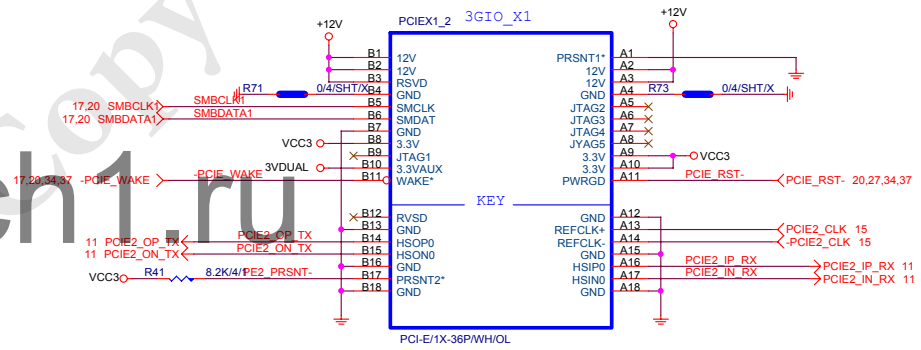 +12V PCIEX1_2 3GIO_X1 +12V
B1 12V PRSNT1* A1
B2 12V 12V A2
B3 RSVD 12V A3
R71 0/4/SHT/X B4 GND GND A4 R73 0/4/SHT/X
17,20 SMBCLK1 SMBCLK1 B5 SMCLK JTAG2 A5
17,20 SMBDATA1 SMBDATA1 B6 SMDAT JTAG3 A6
B7 GND JTAG4 A7
VCC3 B8 3.3V JYAG5 A8
B9 JTAG1 3.3V A9 VCC3
3VDUAL B10 3.3VAUX 3.3V A10
17,20,34,37 -PCIE_WAKE -PCIE_WAKE B11 WAKE* PWRGD A11 PCIE_RST- PCIE_RST- 20,27,34,37
KEY
B12 RVSD GND A12
B13 GND REFCLK+ A13 PCIE2_CLK 15
11 PCIE2_OP_TX PCIE2_OP_TX B14 HSOP0 REFCLK- A14 -PCIE2_CLK 15
11 PCIE2_ON_TX PCIE2_ON_TX B15 HSON0 GND A15
B16 GND HSIP0 A16 PCIE2_IP_RX PCIE2_IP_RX 11
VCC3 R41 8.2K/4/1 PE2_PRSNT- B17 PRSNT2* HSIN0 A17 PCIE2_IN_RX PCIE2_IN_RX 11
B18 GND GND A18
PCI-E/1X-36P/WH/OL
Copy
ch1.ru